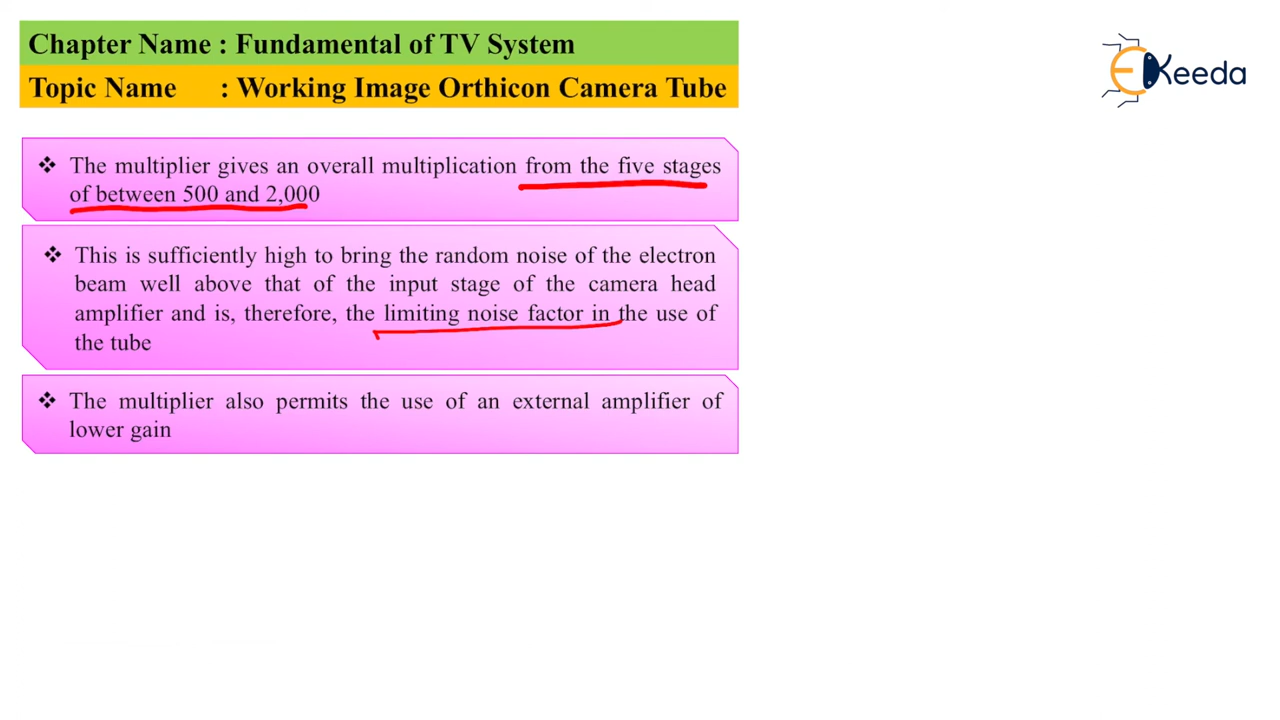 Chapter Name : Fundamental of TV System
Topic Name : Working Image Orthicon Camera Tube
EKeeda
❖ The multiplier gives an overall multiplication from the five stages
of between 500 and 2,000
❖ This is sufficiently high to bring the random noise of the electron
beam well above that of the input stage of the camera head
amplifier and is, therefore, the limiting noise factor in the use of
the tube
❖ The multiplier also permits the use of an external amplifier of
lower gain